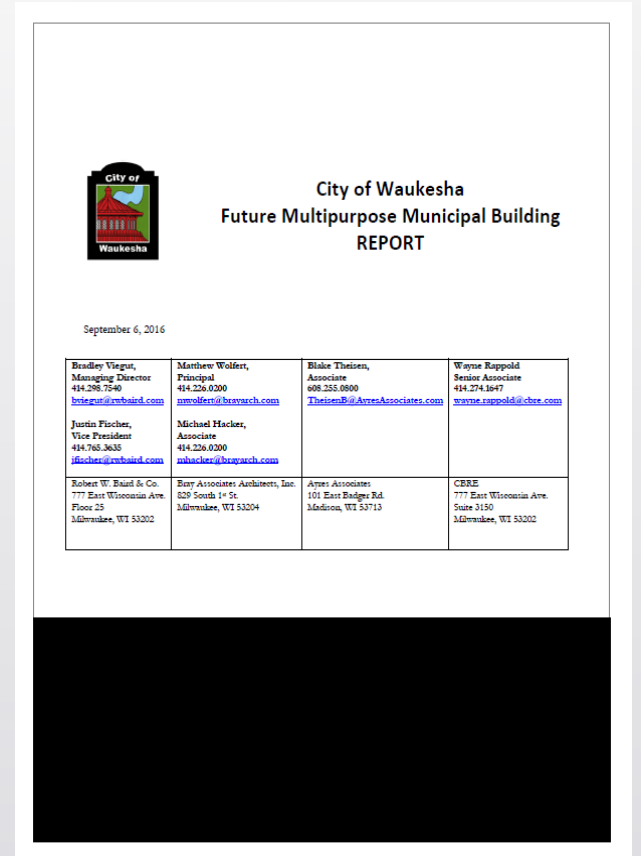 City of
Waukesha
City of Waukesha
Future Multipurpose Municipal Building
REPORT
September 6, 2016
Bradley Viegut,
Managing Director
414.298.7540
bviegut@rwbaird.com
Justin Fischer,
Vice President
414.765.3635
jfischer@rwbaird.com
Matthew Wolfert,
Principal
414.226.0200
mwolfert@brayarch.com
Michael Hacker,
Associate
414.226.0200
mhacker@brayarch.com
Blake Theisen,
Associate
608.255.0800
TheisenB@AyresAssociates.com
Wayne Rappold
Senior Associate
414.274.1647
wayne.rappold@cbre.com
Robert W. Baird & Co.
777 East Wisconsin Ave.
Floor 25
Milwaukee, WI 53202
Bray Associates Architects, Inc.
829 South 1st St.
Milwaukee, WI 53204
Ayres Associates
101 East Badger Rd.
Madison, WI 53713
CBRE
777 East Wisconsin Ave.
Suite 3150
Milwaukee, WI 53202